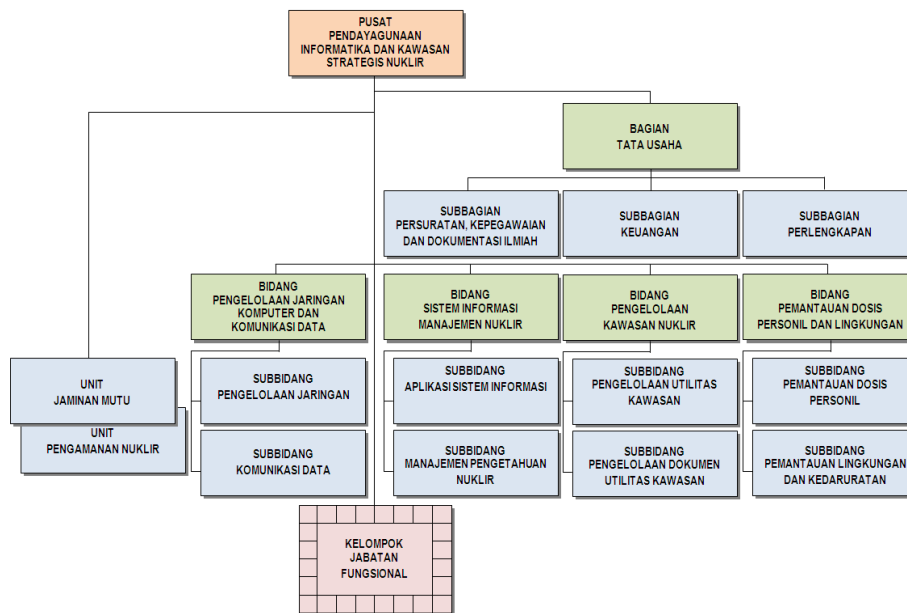 PUSAT
PENDAYAGUNAAN
INFORMATIKA DAN KAWASAN
STRATEGIS NUKLIR
BAGIAN
TATA USAHA
SUBBAGIAN
PERSURATAN, KEPEGAWAIAN
DAN DOKUMENTASI ILMIAH
SUBBAGIAN
KEUANGAN
SUBBAGIAN
PERLENGKAPAN
BIDANG
PENGELOLAAN JARINGAN
KOMPUTER DAN
KOMUNIKASI DATA
BIDANG
SISTEM INFORMASI
MANAJEMEN NUKLIR
BIDANG
PENGELOLAAN
KAWASAN NUKLIR
BIDANG
PEMANTAUAN DOSIS
PERSONIL DAN LINGKUNGAN
UNIT
JAMINAN MUTU
UNIT
PENGAMANAN NUKLIR
SUBBIDANG
PENGELOLAAN JARINGAN
SUBBIDANG
APLIKASI SISTEM INFORMASI
SUBBIDANG
PENGELOLAAN UTILITAS
KAWASAN
SUBBIDANG
PEMANTAUAN DOSIS
PERSONIL
SUBBIDANG
KOMUNIKASI DATA
SUBBIDANG
MANAJEMEN PENGETAHUAN
NUKLIR
SUBBIDANG
PENGELOLAAN DOKUMEN
UTILITAS KAWASAN
SUBBIDANG
PEMANTAUAN LINGKUNGAN
DAN KEDARURATAN
KELOMPOK
JABATAN
FUNGSIONAL